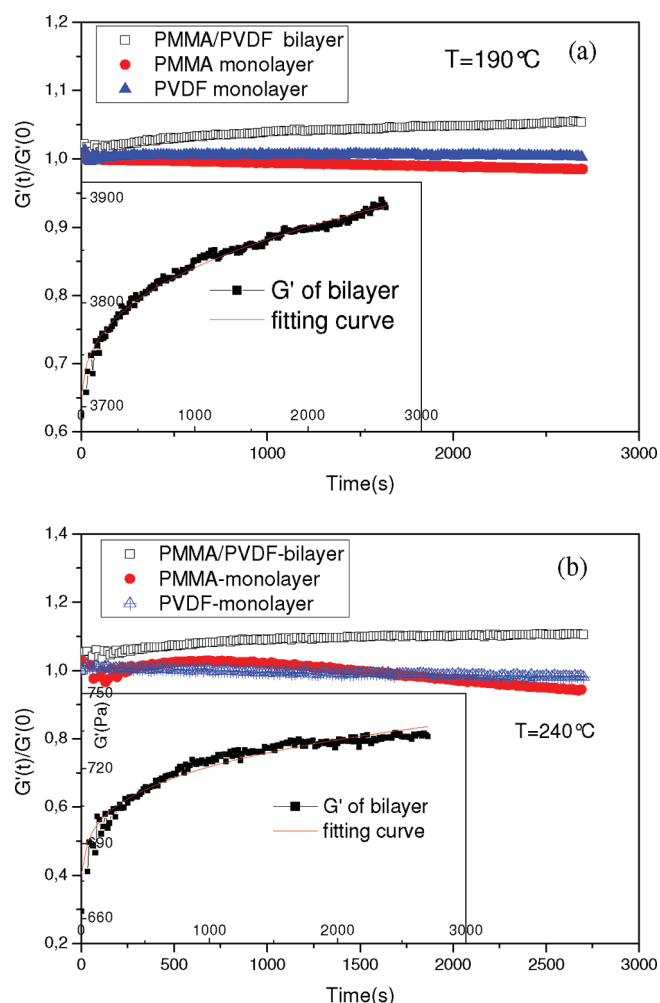 1,2
1,1
1,0
0,9
0,8
0,7
0,6
G'(t)/G'(0)
PMMA/PVDF bilayer
PMMA monolayer
PVDF monolayer
T=190°C
(a)
3900
3800
3700
G' of bilayer
fitting curve
0 1000 2000 3000
0 1000 2000 3000
Time(s)
1,4
1,2
1,0
0,8
0,6
0,4
0,2
G'(t)/G'(0)
PMMA/PVDF-bilayer
PMMA-monolayer
PVDF-monolayer
(b)
T=240°C
750
720
690
660
G'(Pa)
G' of bilayer
fitting curve
0 1000 2000 3000
0 500 1000 1500 2000 2500 3000
Time(s)